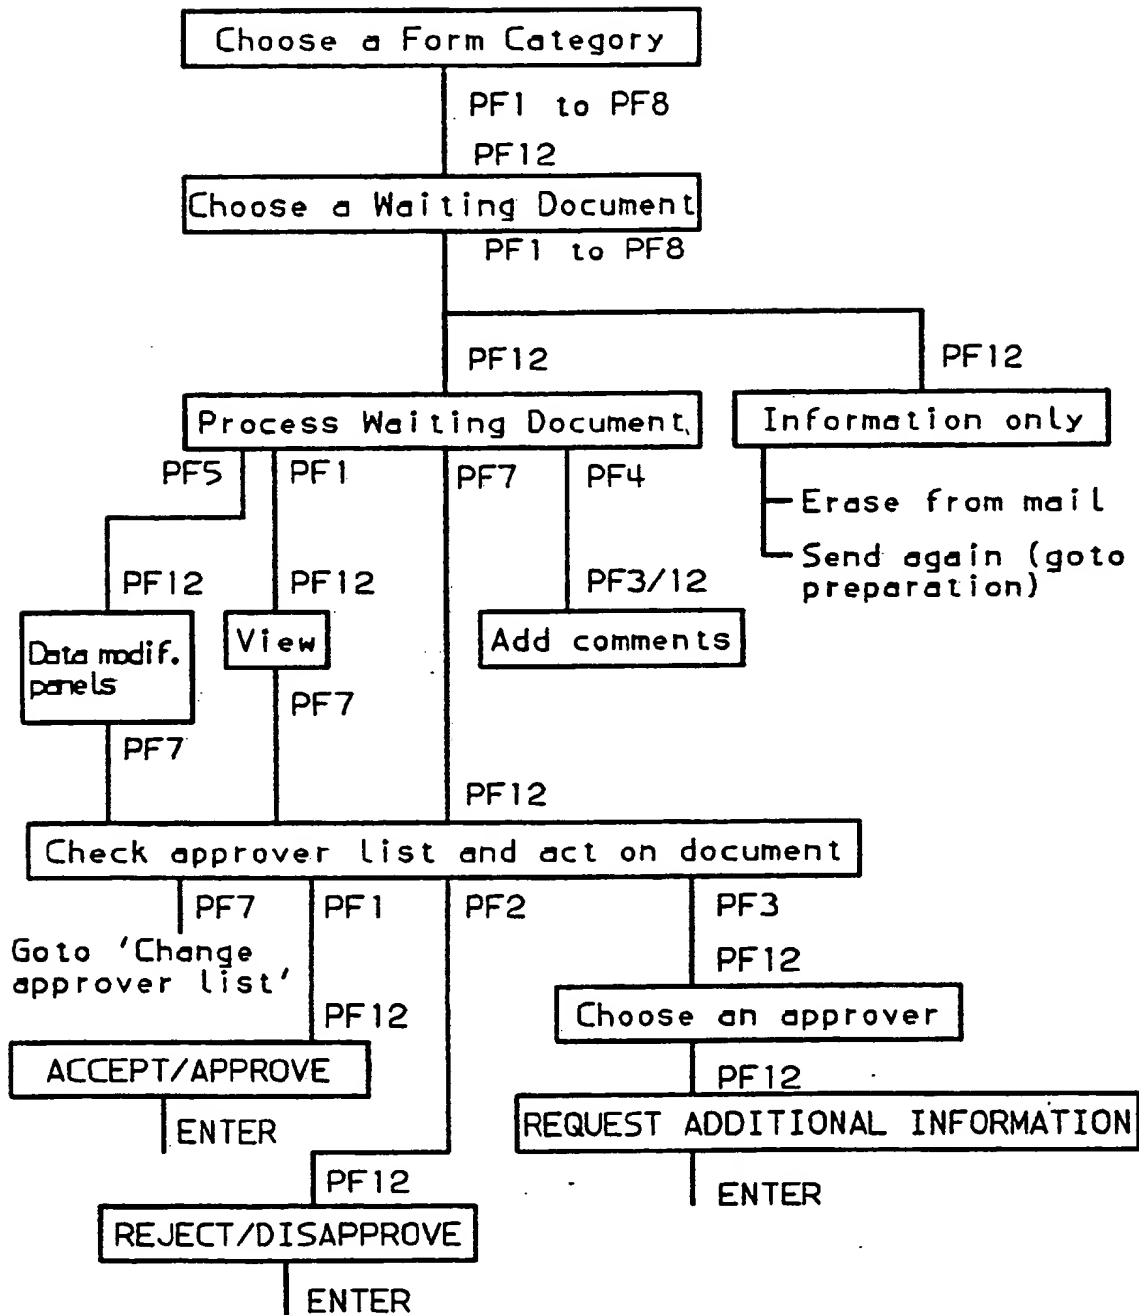 Choose a Form Category
PF1 to PF8
PF12
Choose a Waiting Document
PF1 to PF8
PF12
PF12
Process Waiting Document
Information only
PF5
PF1
PF7
PF4
Erase from mail
Send again (goto
preparation)
PF12
PF12
PF3/12
Data modif.
panels
View
Add comments
PF7
PF7
PF12
Check approver list and act on document
PF7
PF1
PF2
PF3
Goto 'Change
approver list'
PF12
Choose an approver
PF12
ACCEPT/APPROVE
PF12
REQUEST ADDITIONAL INFORMATION
ENTER
PF12
ENTER
REJECT/DISAPPROVE
ENTER